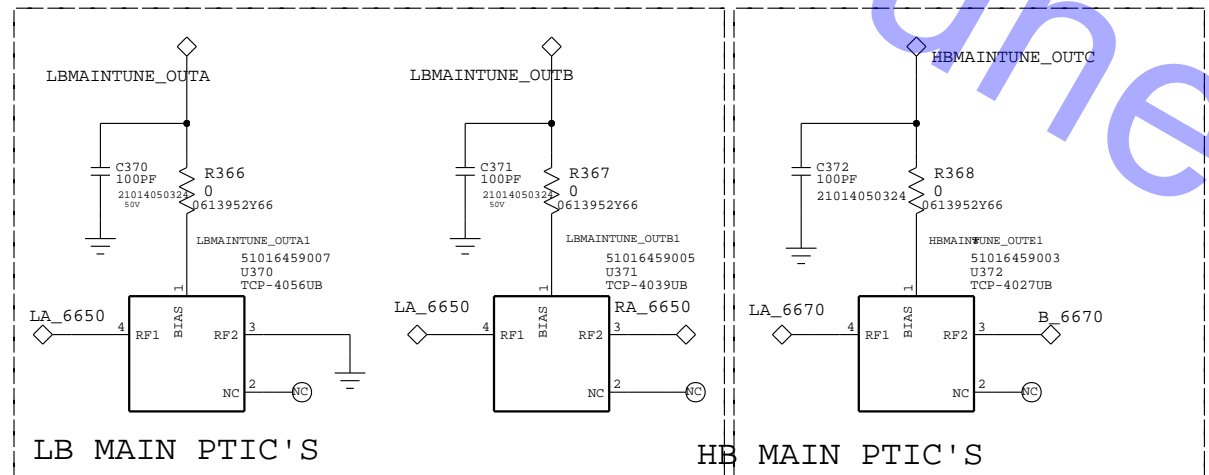 LBMAINTUNE_OUTA
LBMAINTUNE_OUTB
HBMAINTUNE_OUTC
C370
100PF
21014050324
50V
R366
0
0613952Y66
C371
100PF
21014050324
50V
R367
0
0613952Y66
C372
100PF
21014050324
R368
0
0613952Y66
LBMAINTUNE_OUTA1
51016459007
U370
TCP-4056UB
LBMAINTUNE_OUTB1
51016459005
U371
TCP-4039UB
HBMAINTUNE_OUTE1
51016459003
U372
TCP-4027UB
LA_6650
4
RF1
1
BIAS
RF2
3
NC
2
NC
LA_6650
4
RF1
1
BIAS
RF2
3
RA_6650
NC
2
NC
LA_6670
4
RF1
1
BIAS
RF2
3
B_6670
NC
2
NC
LB MAIN PTIC'S
HB MAIN PTIC'S
une